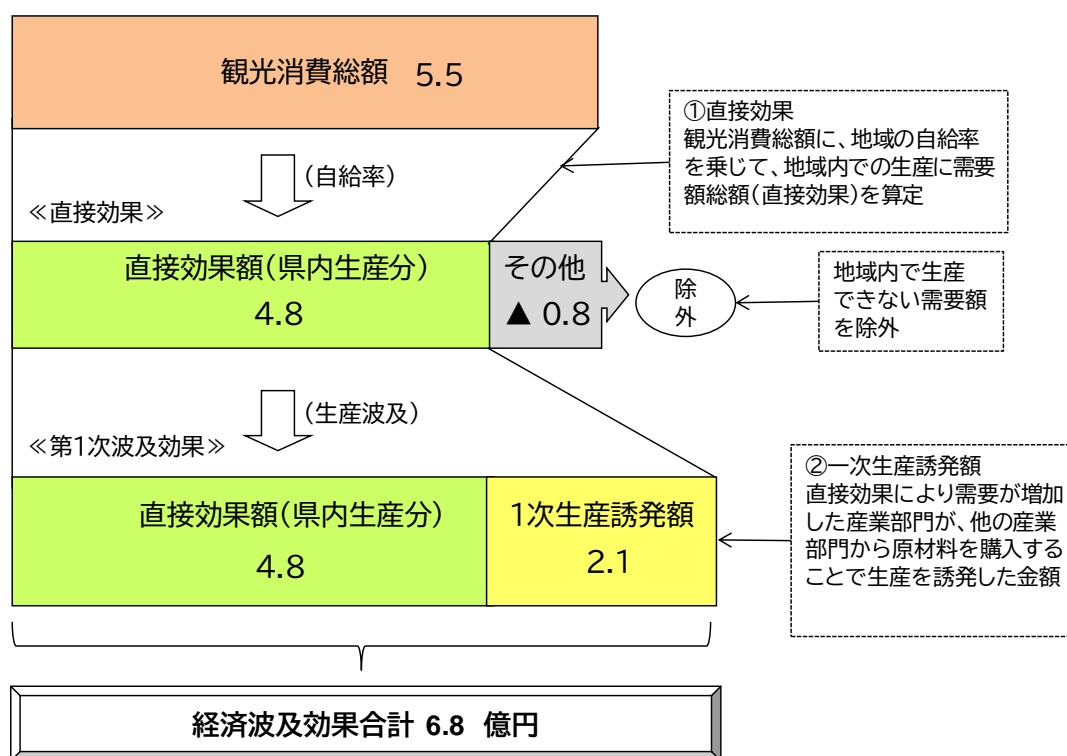 観光消費総額 5.5
①直接効果
観光消費総額に、地域の自給率
を乗じて、地域内での生産に需要
額総額(直接効果)を算定
(自給率)
≪直接効果≫
直接効果額(県内生産分)
4.8
その他
▲ 0.8
除
外
地域内で生産
できない需要額
を除外
(生産波及)
≪第1次波及効果≫
直接効果額(県内生産分)
4.8
1次生産誘発額
2.1
②一次生産誘発額
直接効果により需要が増加
した産業部門が、他の産業
部門から原材料を購入する
ことで生産を誘発した金額
経済波及効果合計 6.8 億円